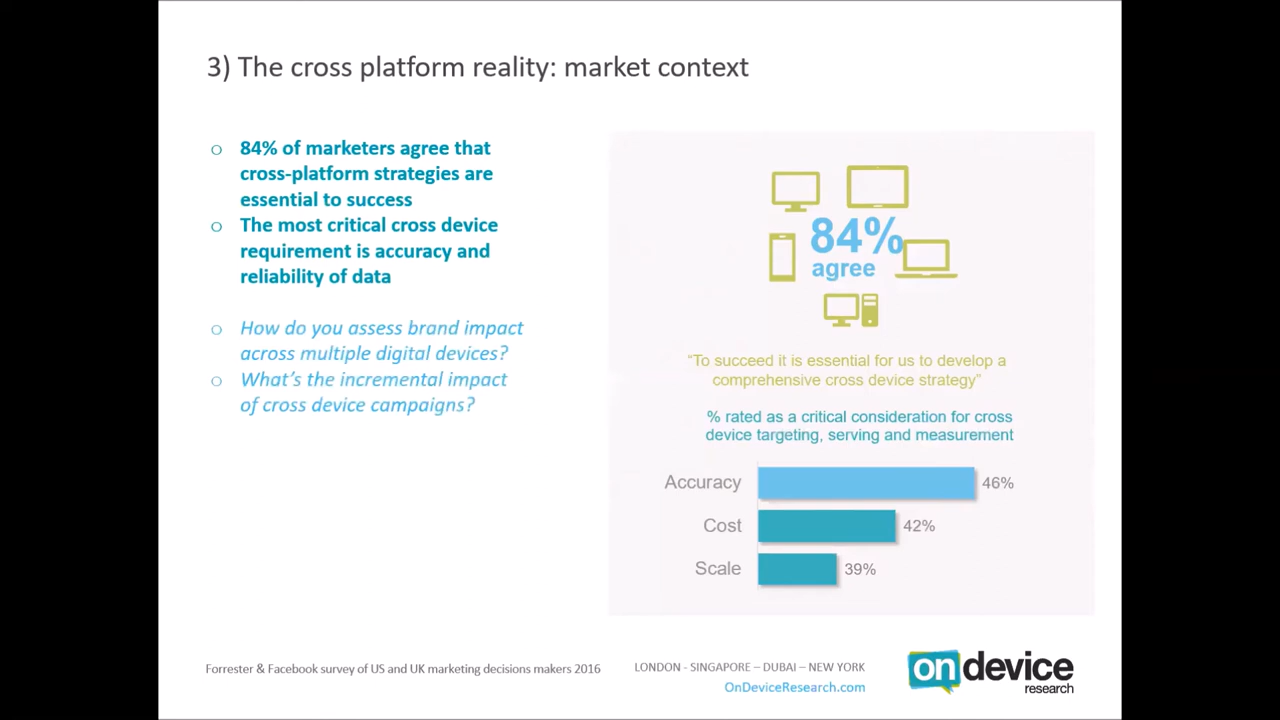 3) The cross platform reality: market context
84% of marketers agree that
cross-platform strategies are
essential to success
The most critical cross device
requirement is accuracy and
reliability of data
How do you assess brand impact
across multiple digital devices?
What's the incremental impact
of cross device campaigns?
84%
agree
“To succeed it is essential for us to develop a
comprehensive cross device strategy”
% rated as a critical consideration for cross
device targeting, serving and measurement
Accuracy 46%
Cost 42%
Scale 39%
Forrester & Facebook survey of US and UK marketing decisions makers 2016
LONDON - SINGAPORE – DUBAI – NEW YORK
OnDeviceResearch.com
on device
research